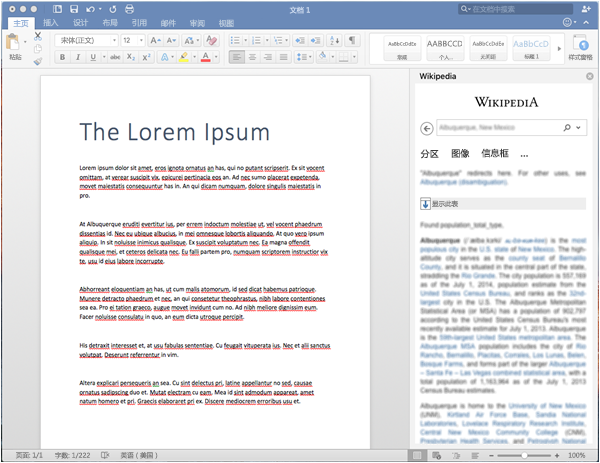 文档 1
在文档中搜索
主页 插入 设计 布局 引用 邮件 审阅 视图
粘贴
宋体(正文) 12
B I U abc X₂ X²
AaBbCcDdEe AABBCC AaBbCcDdEe AaBbCcD
标题 1
样式窗格
The Lorem Ipsum
Lorem ipsum dolor sit amet, eros ignota ornatus an has, qui no putant scripserit. Ex sit vocent
omittam, at verear suscipit vix, epicurei pertinacia eos an. Ad nec sumo placerat expetenda,
movet maiestatis consequuntur has in. An qui dicam numquam, dolore singulis maiestatis in
pro.
At Albuquerque eruditi evertitur ius, per errem indoctum molestiae ut, vel vocent phaedrum
dissentias id. Nec eu ubique albucius, in mei omnesque lobortis aliquando. At quo vero ipsum
aliquip. In sit noluisse inimicus qualisque. Ex suscipit voluptatum nec. Ea magna offendit
qualisque mei, et ceteros delicata nec. Eu falli partem pro, numquam scriptorem instructior vix
te, usu id eius labore incorrupte.
Abhorreant eloquentiam an has, ut cum malis atomorum, id sed dicat habemus patrioque.
Munere detracto phaedrum et nec, an qui consetetur theophrastus, nibh labore contentiones
sea ea. Pro ei tation graeco, augue movet invidunt cum no. Ad nibh meliore dignissim eum.
Facer noluisse consulatu in quo, an eum dicta utroque percipit.
His detraxit interesset et, at usu fabulas sententiae. Cu feugait vituperata ius. Nec et alii sanctus
volutpat. Deserunt referrentur in vim.
Altera explicari persequeris an sea. Cu sint delectus pri, latine appellantur no sed, causae
ornatus sadipscing duo et. Mutat electram cu eam. Mea id sint admodum appareat, amet
natum homero et pri. Graecis elaboraret pri ex. Discere mediocrem erroribus usu et.
Wikipedia
WIKIPEDIA
Albuquerque, New Mexico
分区 图像 信息框 ...
"Albuquerque" redirects here. For other uses, see
Albuquerque (disambiguation).
显示此表
Found population_total_type.
Albuquerque is the most
populous city in the U.S. state of New Mexico. The high-
altitude city serves as the county seat of Bernalillo
County, and it is situated in the central part of the state,
straddling the Rio Grande. The city population is 557,169
as of the July 1, 2014, population estimate from the
United States Census Bureau, and ranks as the 32nd-
largest city in the U.S. The Albuquerque Metropolitan
Statistical Area (or MSA) has a population of 902,797
according to the United States Census Bureau's most
recently available estimate for July 1, 2013. Albuquerque
is the 59th-largest United States metropolitan area. The
Albuquerque MSA population includes the city of Rio
Rancho, Bernalillo, Placitas, Corrales, Los Lunas, Belen,
Bosque Farms, and forms part of the larger Albuquerque
– Santa Fe – Las Vegas combined statistical area, with a
total population of 1,163,964 as of the July 1, 2013
Census Bureau estimates.
Albuquerque is home to the University of New Mexico
(UNM), Kirtland Air Force Base, Sandia National
Laboratories, Lovelace Respiratory Research Institute,
Central New Mexico Community College (CNM),
Presbyterian Health Services, and Petroglyph National
页面: 1/1 字数: 1/222 英语 (美国) 100%